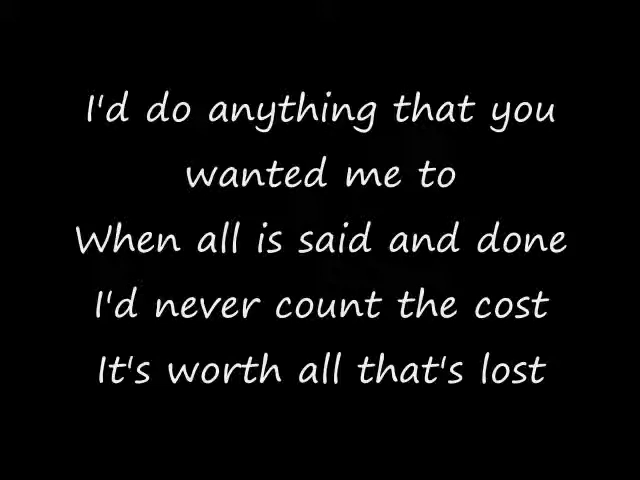 I'd do anything that you
wanted me to
When all is said and done
I'd never count the cost
It's worth all that's lost